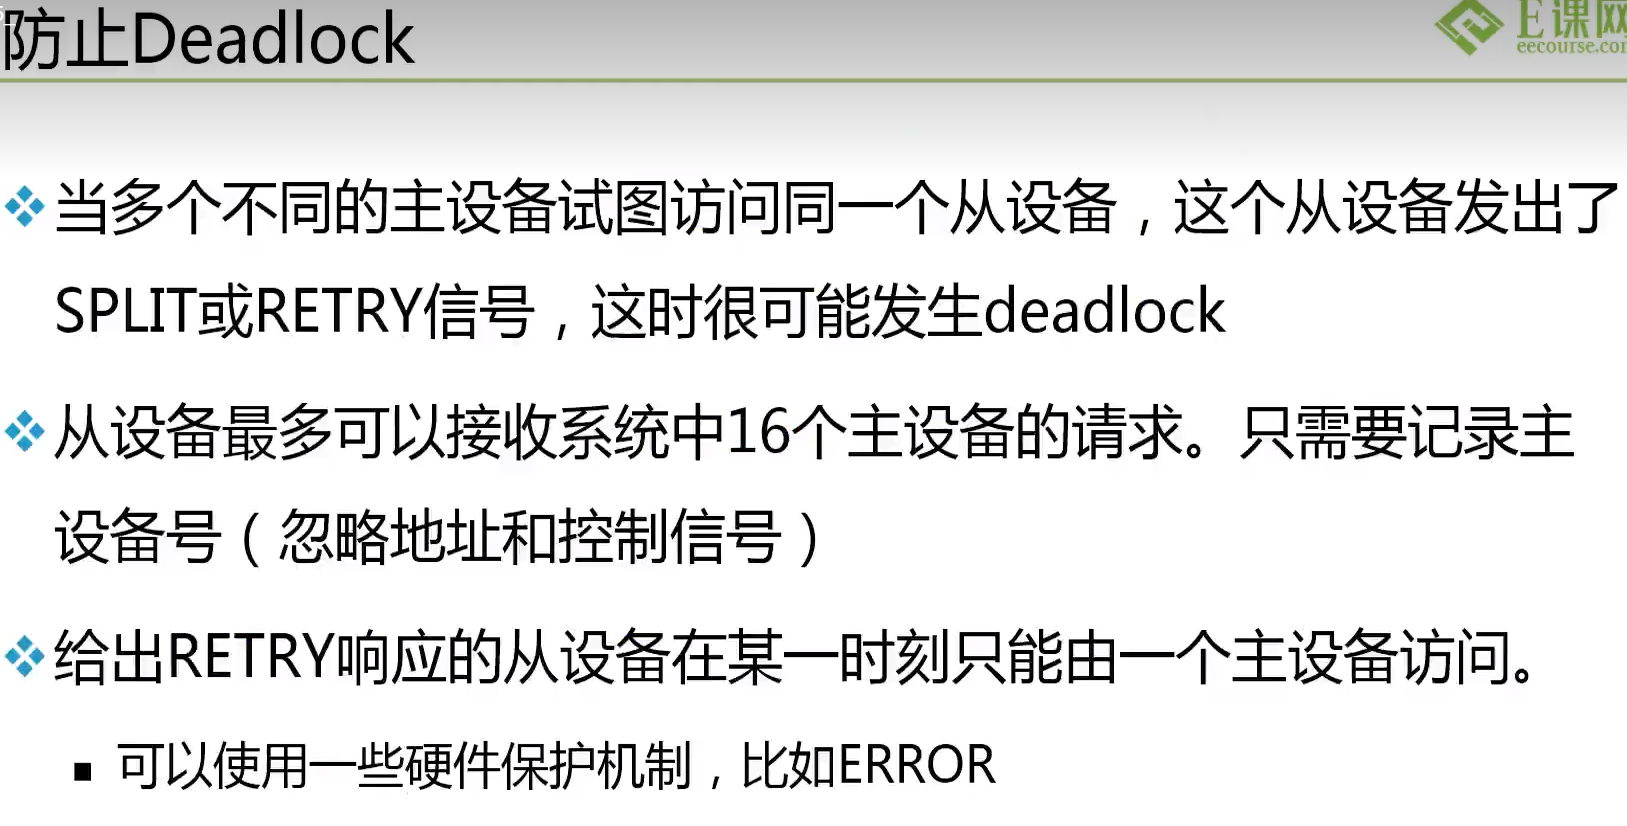 防止Deadlock
E课网
eecourse.com
当多个不同的主设备试图访问同一个从设备，这个从设备发出了
SPLIT或RETRY信号，这时很可能发生deadlock
从设备最多可以接收系统中16个主设备的请求。只需要记录主
设备号（忽略地址和控制信号）
给出RETRY响应的从设备在某一时刻只能由一个主设备访问。
可以使用一些硬件保护机制，比如ERROR